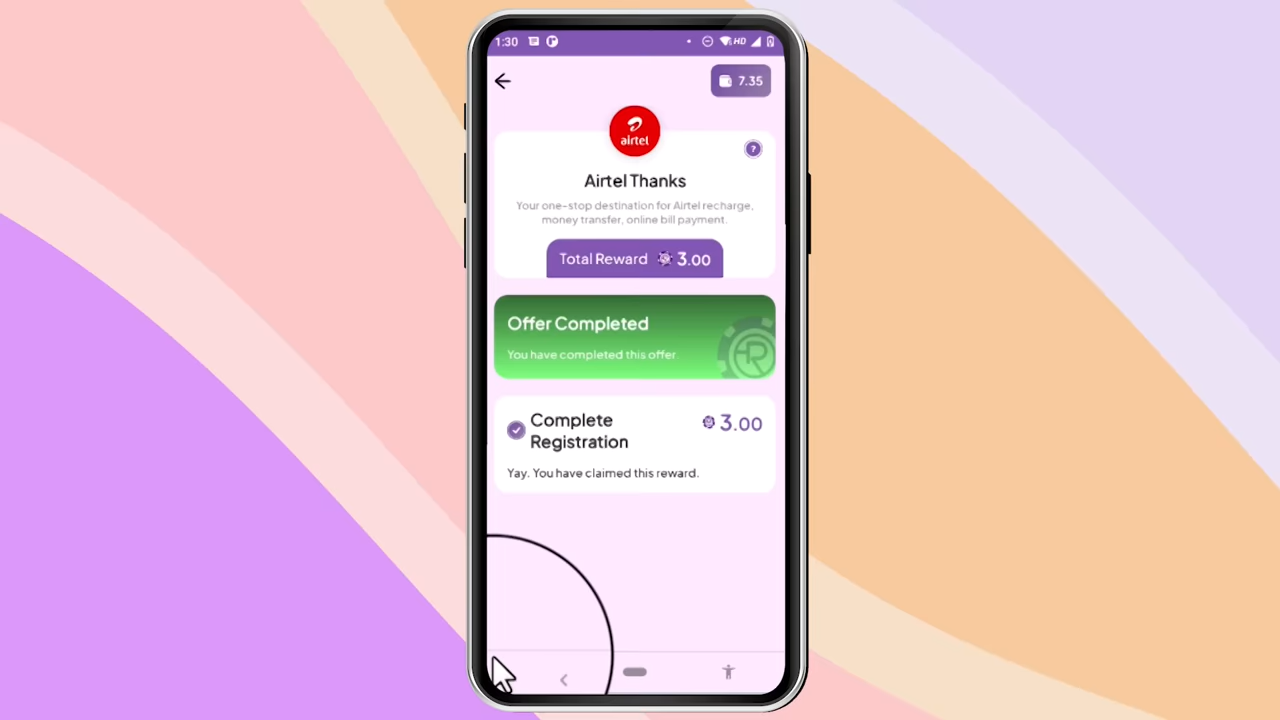 1:30
HD
7.35
airtel
?
Airtel Thanks
Your one-stop destination for Airtel recharge,
money transfer, online bill payment.
Total Reward 3.00
Offer Completed
You have completed this offer
Complete
Registration
3.00
Yay. You have claimed this reward.